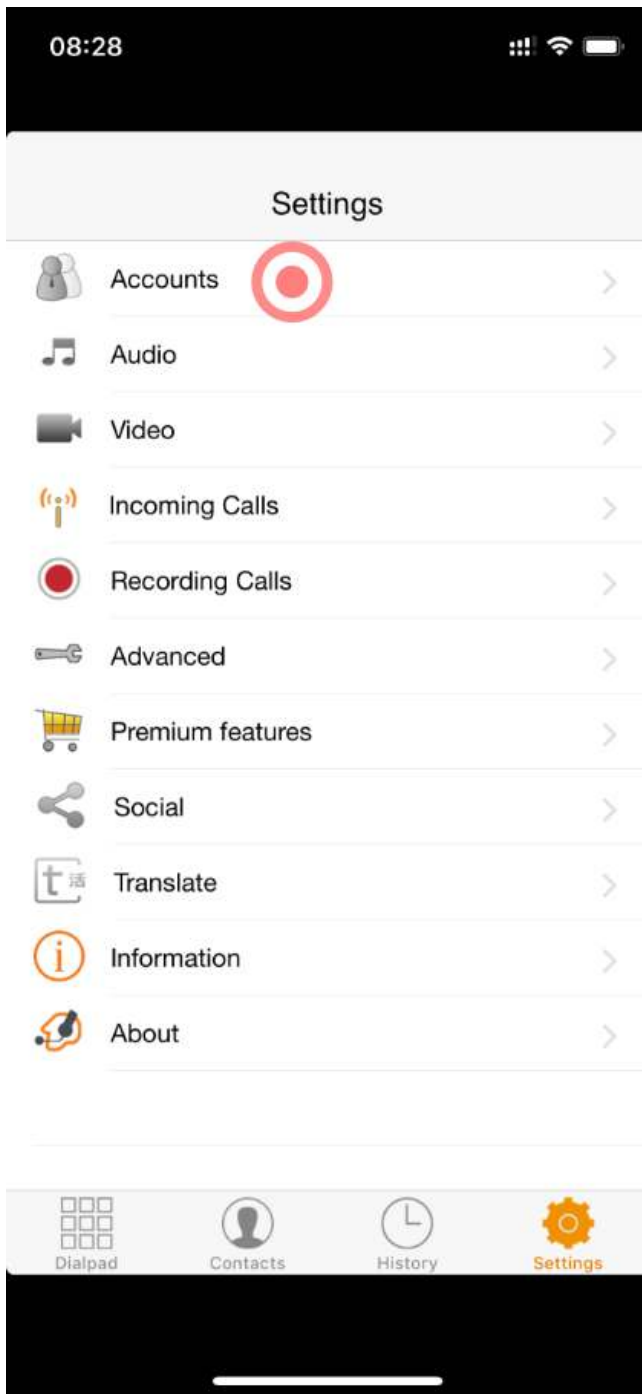 08:28
Settings
Accounts
Audio
Video
Incoming Calls
Recording Calls
Advanced
Premium features
Social
t 活 Translate
i Information
About
Dialpad Contacts History Settings